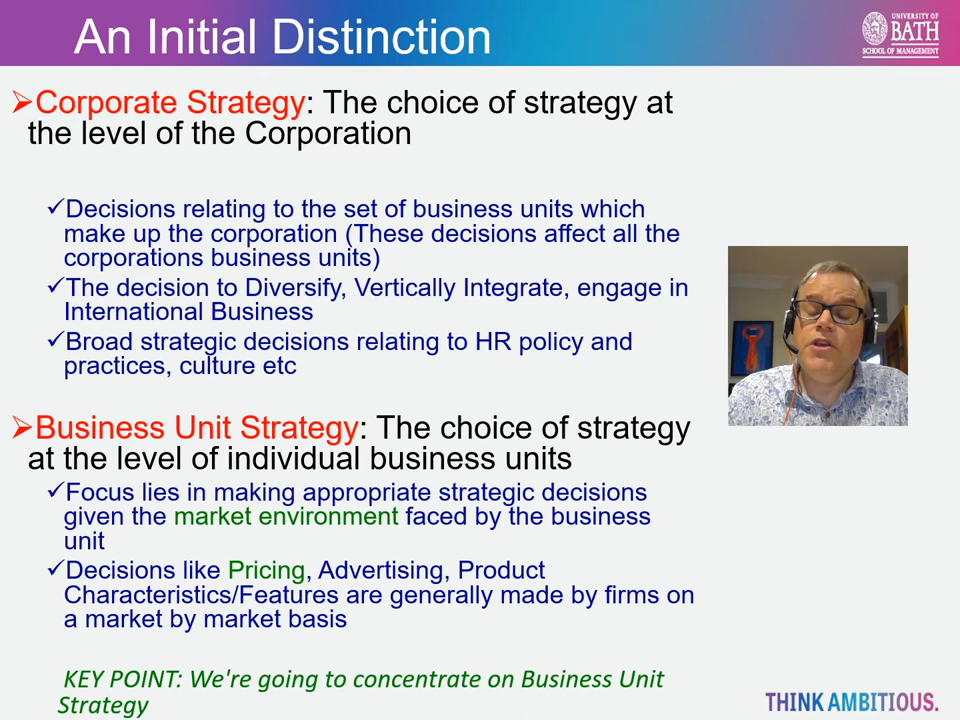 An Initial Distinction
UNIVERSITY OF
BATH
SCHOOL OF MANAGEMENT
➢Corporate Strategy: The choice of strategy at
the level of the Corporation
✓Decisions relating to the set of business units which
make up the corporation (These decisions affect all the
corporations business units)
✓The decision to Diversify, Vertically Integrate, engage in
International Business
✓Broad strategic decisions relating to HR policy and
practices, culture etc
➢Business Unit Strategy: The choice of strategy
at the level of individual business units
✓Focus lies in making appropriate strategic decisions
given the market environment faced by the business
unit
✓Decisions like Pricing, Advertising, Product
Characteristics/Features are generally made by firms on
a market by market basis
KEY POINT: We're going to concentrate on Business Unit
Strategy
THINK AMBITIOUS.